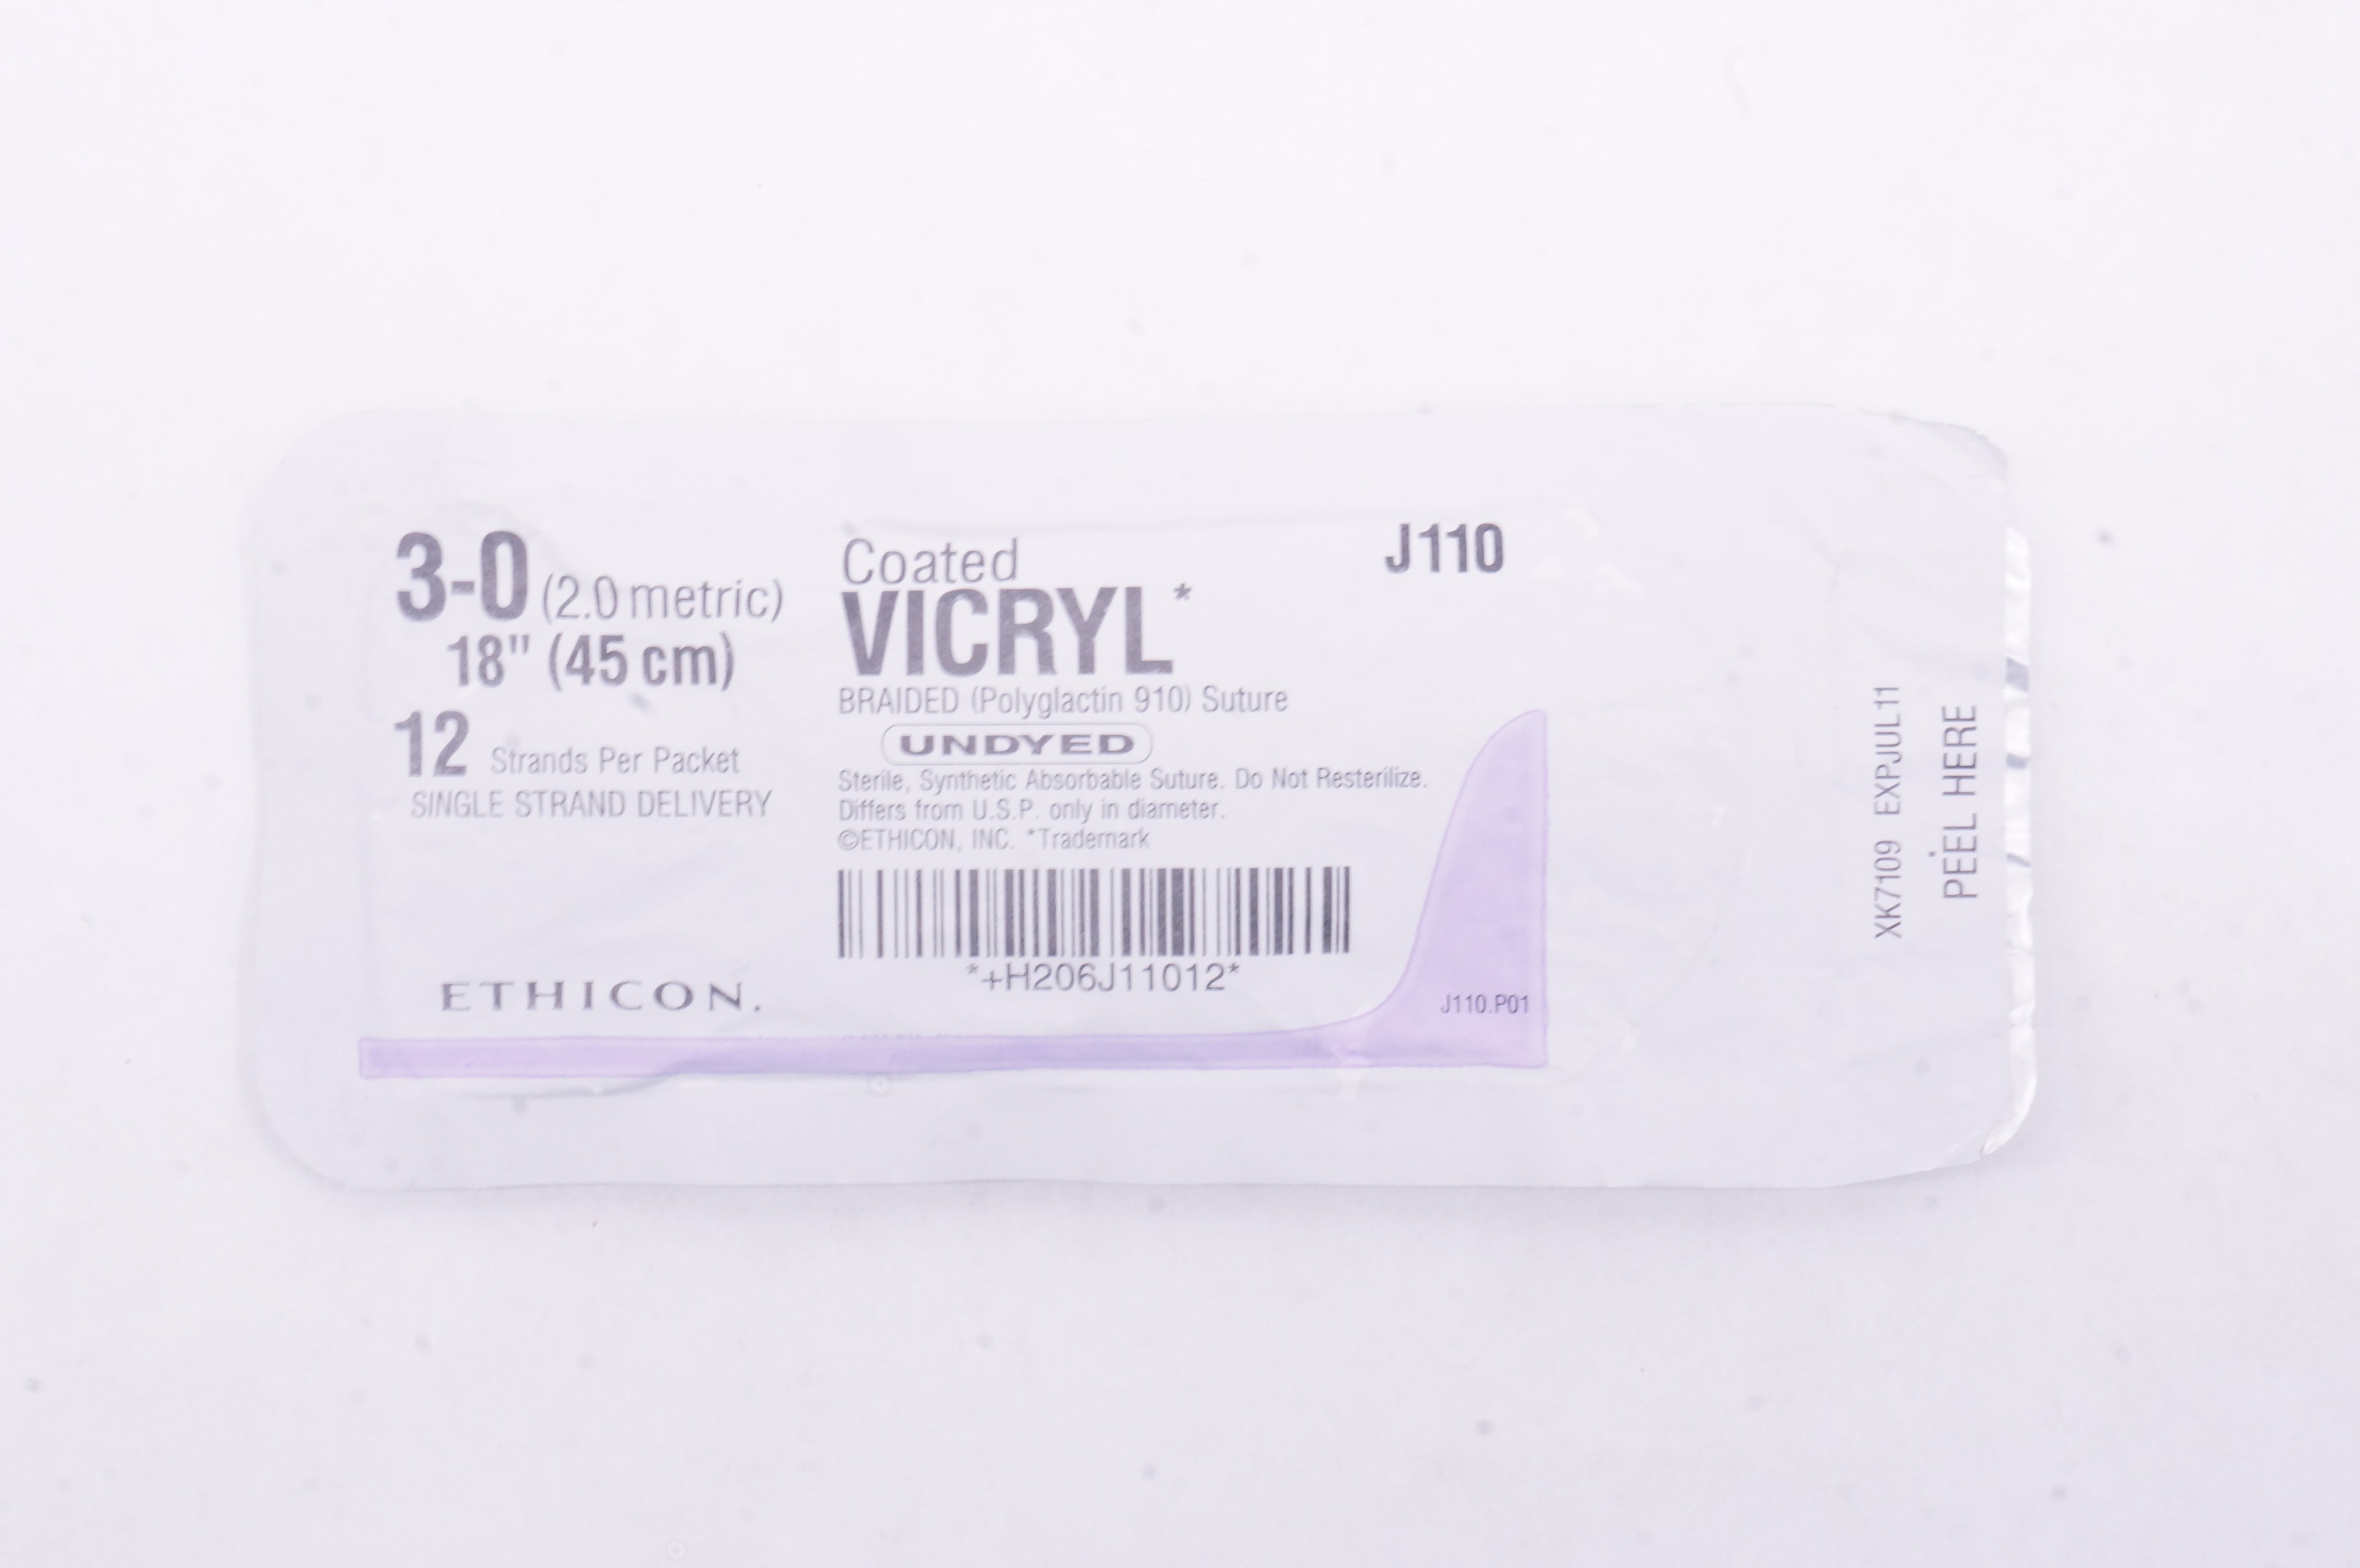 3-0 (2.0 metric)
18" (45 cm)
12 Strands Per Packet
SINGLE STRAND DELIVERY
ETHICON.
Coated
VICRYL*
BRAIDED (Polyglactin 910) Suture
UNDYED
Sterile, Synthetic Absorbable Suture. Do Not Resterilize.
Differs from U.S.P. only in diameter.
©ETHICON, INC. *Trademark
*+H206J11012*
J110
J110.P01
XK7109 EXPJUL11
PEEL HERE